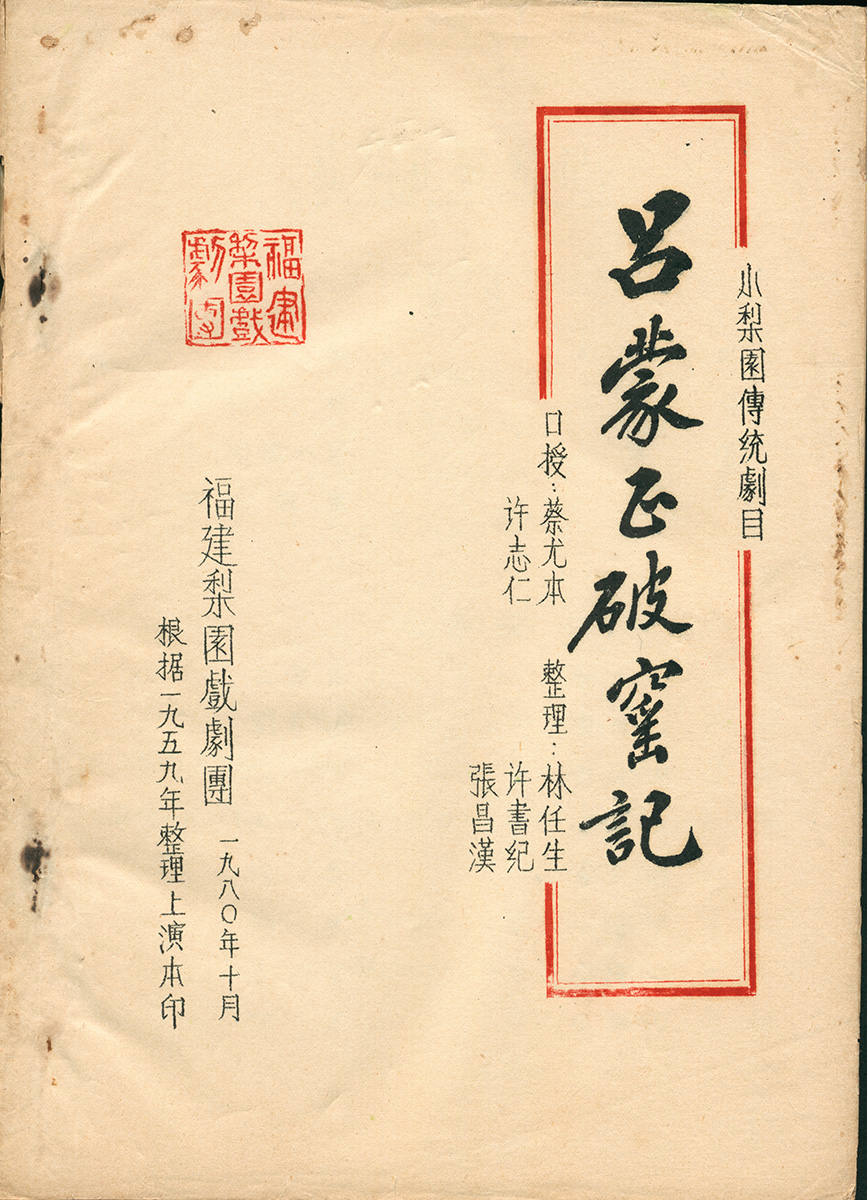 小梨园傳统劇目
呂蒙正破窰記
口授：蔡尤本
许志仁
整理：林任生
许書纪
張昌漢
福建梨园戲劇團
一九八〇年十月
根据一九五九年整理上演本印
福建
梨園戲
劇團